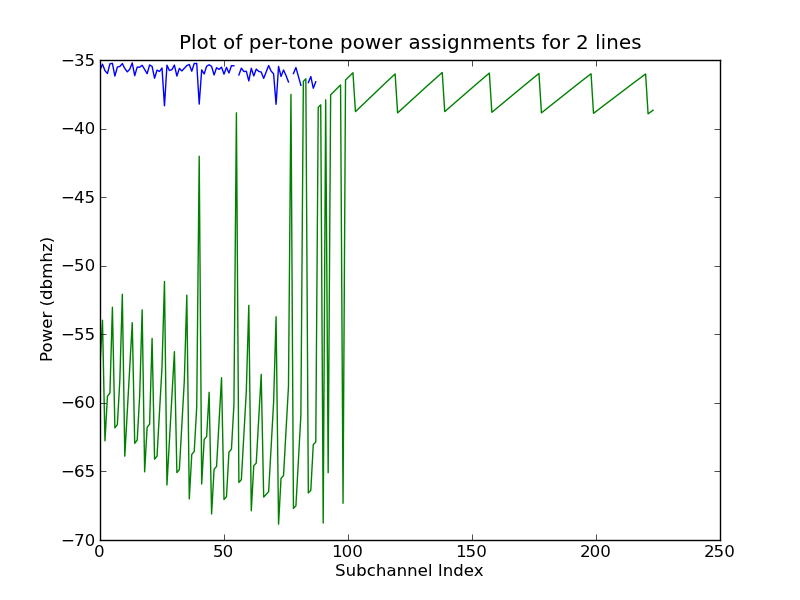 Plot of per-tone power assignments for 2 lines
−35
−40
−45
−50
−55
−60
−65
−70
Power (dbmhz)
0 50 100 150 200 250
Subchannel Index